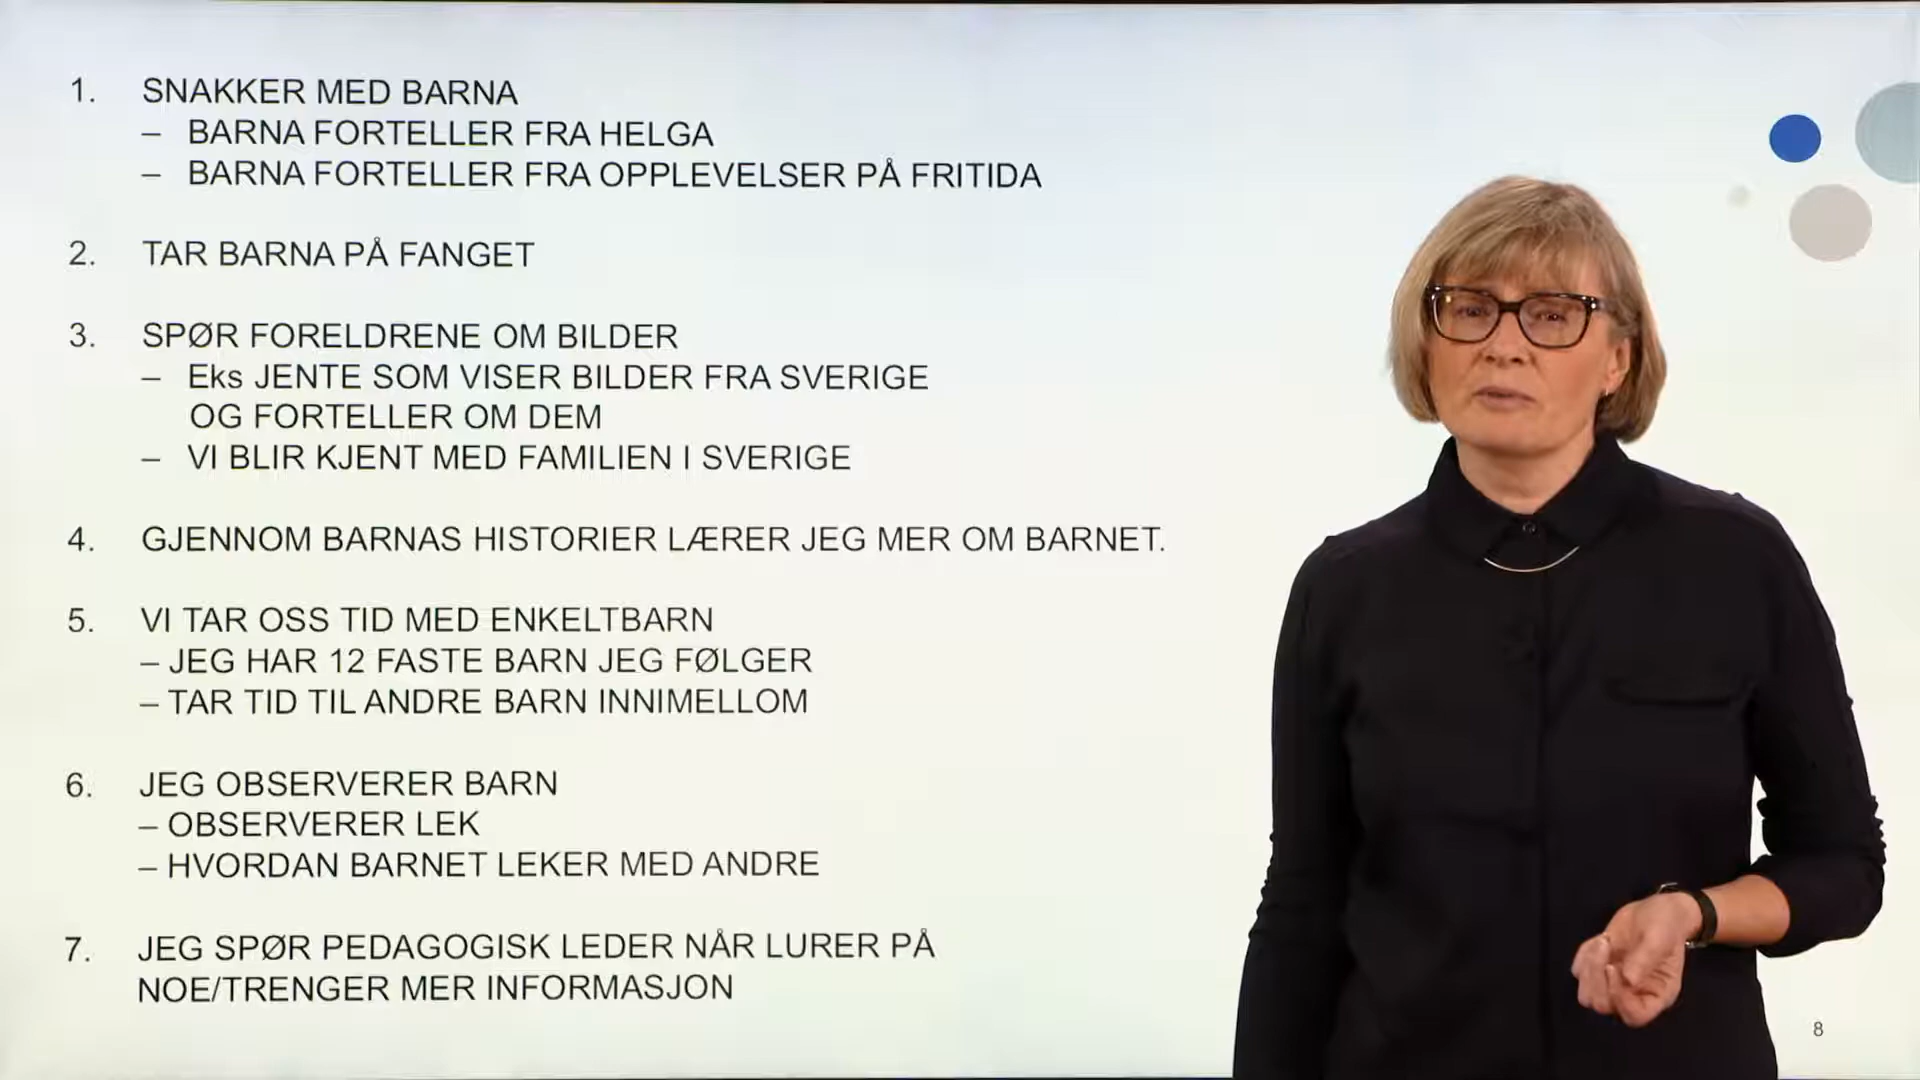 1. SNAKKER MED BARNA
– BARNA FORTELLER FRA HELGA
– BARNA FORTELLER FRA OPPLEVELSER PÅ FRITIDA
2. TAR BARNA PÅ FANGET
3. SPØR FORELDRENE OM BILDER
– Eks JENTE SOM VISER BILDER FRA SVERIGE
OG FORTELLER OM DEM
– VI BLIR KJENT MED FAMILIEN I SVERIGE
4. GJENNOM BARNAS HISTORIER LÆRER JEG MER OM BARNET.
5. VI TAR OSS TID MED ENKELTBARN
– JEG HAR 12 FASTE BARN JEG FØLGER
– TAR TID TIL ANDRE BARN INNIMELLOM
6. JEG OBSERVERER BARN
– OBSERVERER LEK
– HVORDAN BARNET LEKER MED ANDRE
7. JEG SPØR PEDAGOGISK LEDER NÅR LURER PÅ
NOE/TRENGER MER INFORMASJON
8